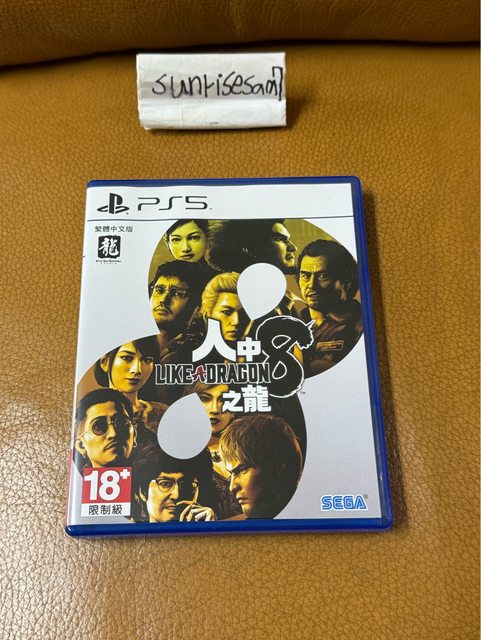 sunrisesam7
PS5
繁體中文版
龍
人中
LIKE A DRAGON 8
TM
之龍
18+
限制級
SEGA